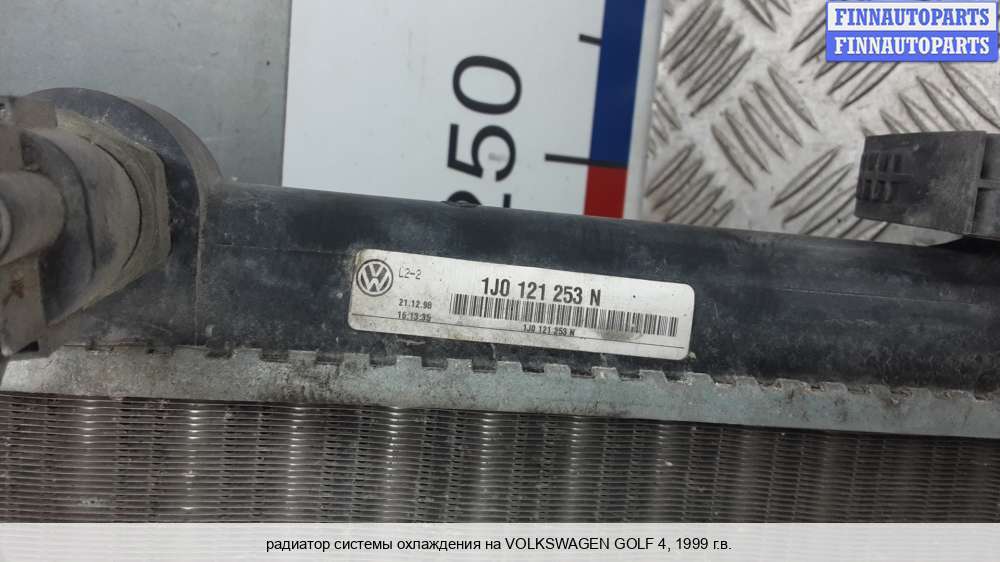 FINNAUTOPARTS
FINNAUTOPARTS
250
L2-2
1J0 121 253 N
21.12.98
16:13:35
1J0 121 253 N
радиатор системы охлаждения на VOLKSWAGEN GOLF 4, 1999 г.в.